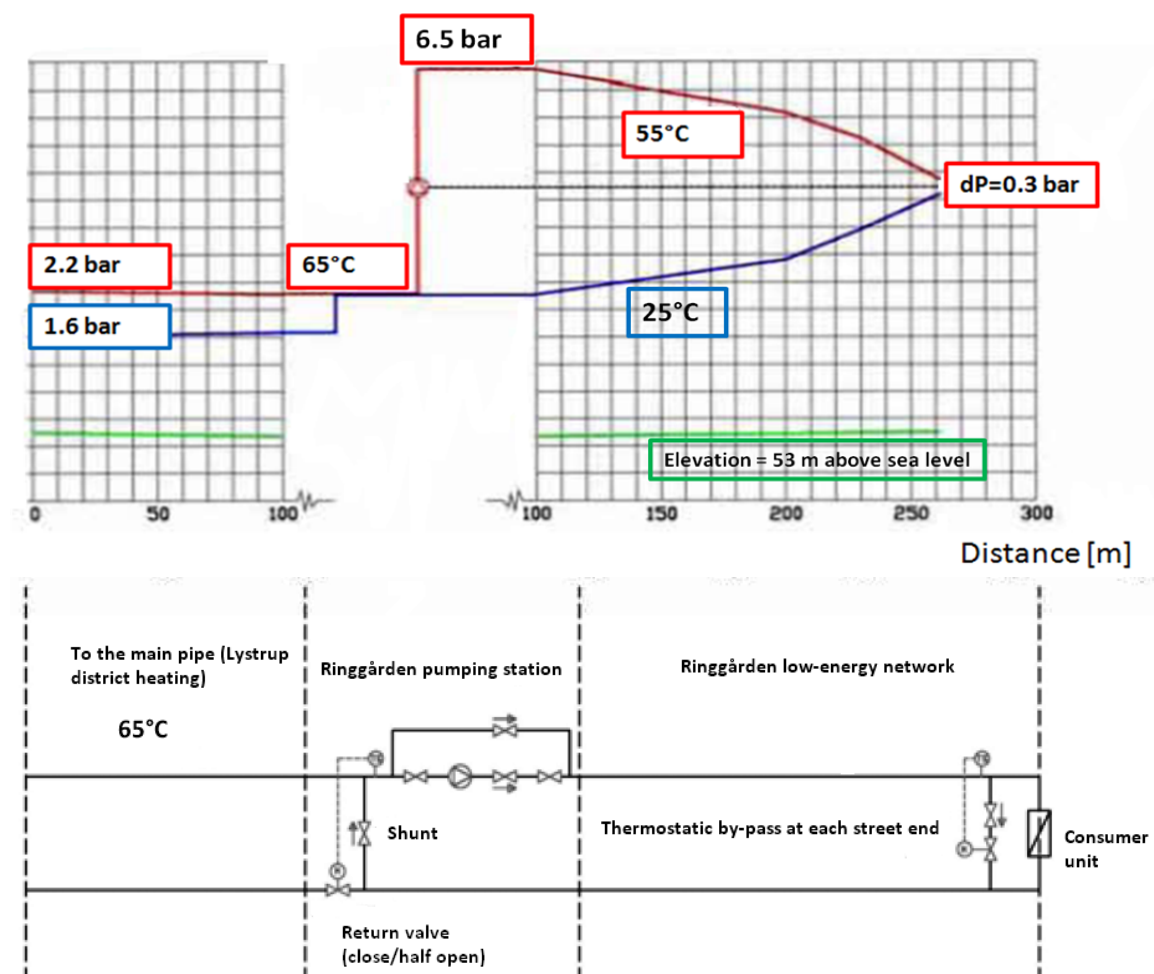 6.5 bar
55°C
dP=0.3 bar
2.2 bar
65°C
1.6 bar
25°C
Elevation = 53 m above sea level
0 50 100 100 150 200 250 300
Distance [m]
To the main pipe (Lystrup
district heating)
65°C
Ringgården pumping station
Ringgården low-energy network
Shunt
Thermostatic by-pass at each street end
Consumer
unit
Return valve
(close/half open)